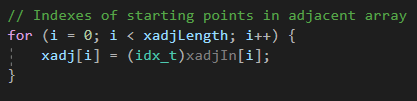 // Indexes of starting points in adjacent array
for (i = 0; i < xadjLength; i++) {
    xadj[i] = (idx_t)xadjIn[i];
}